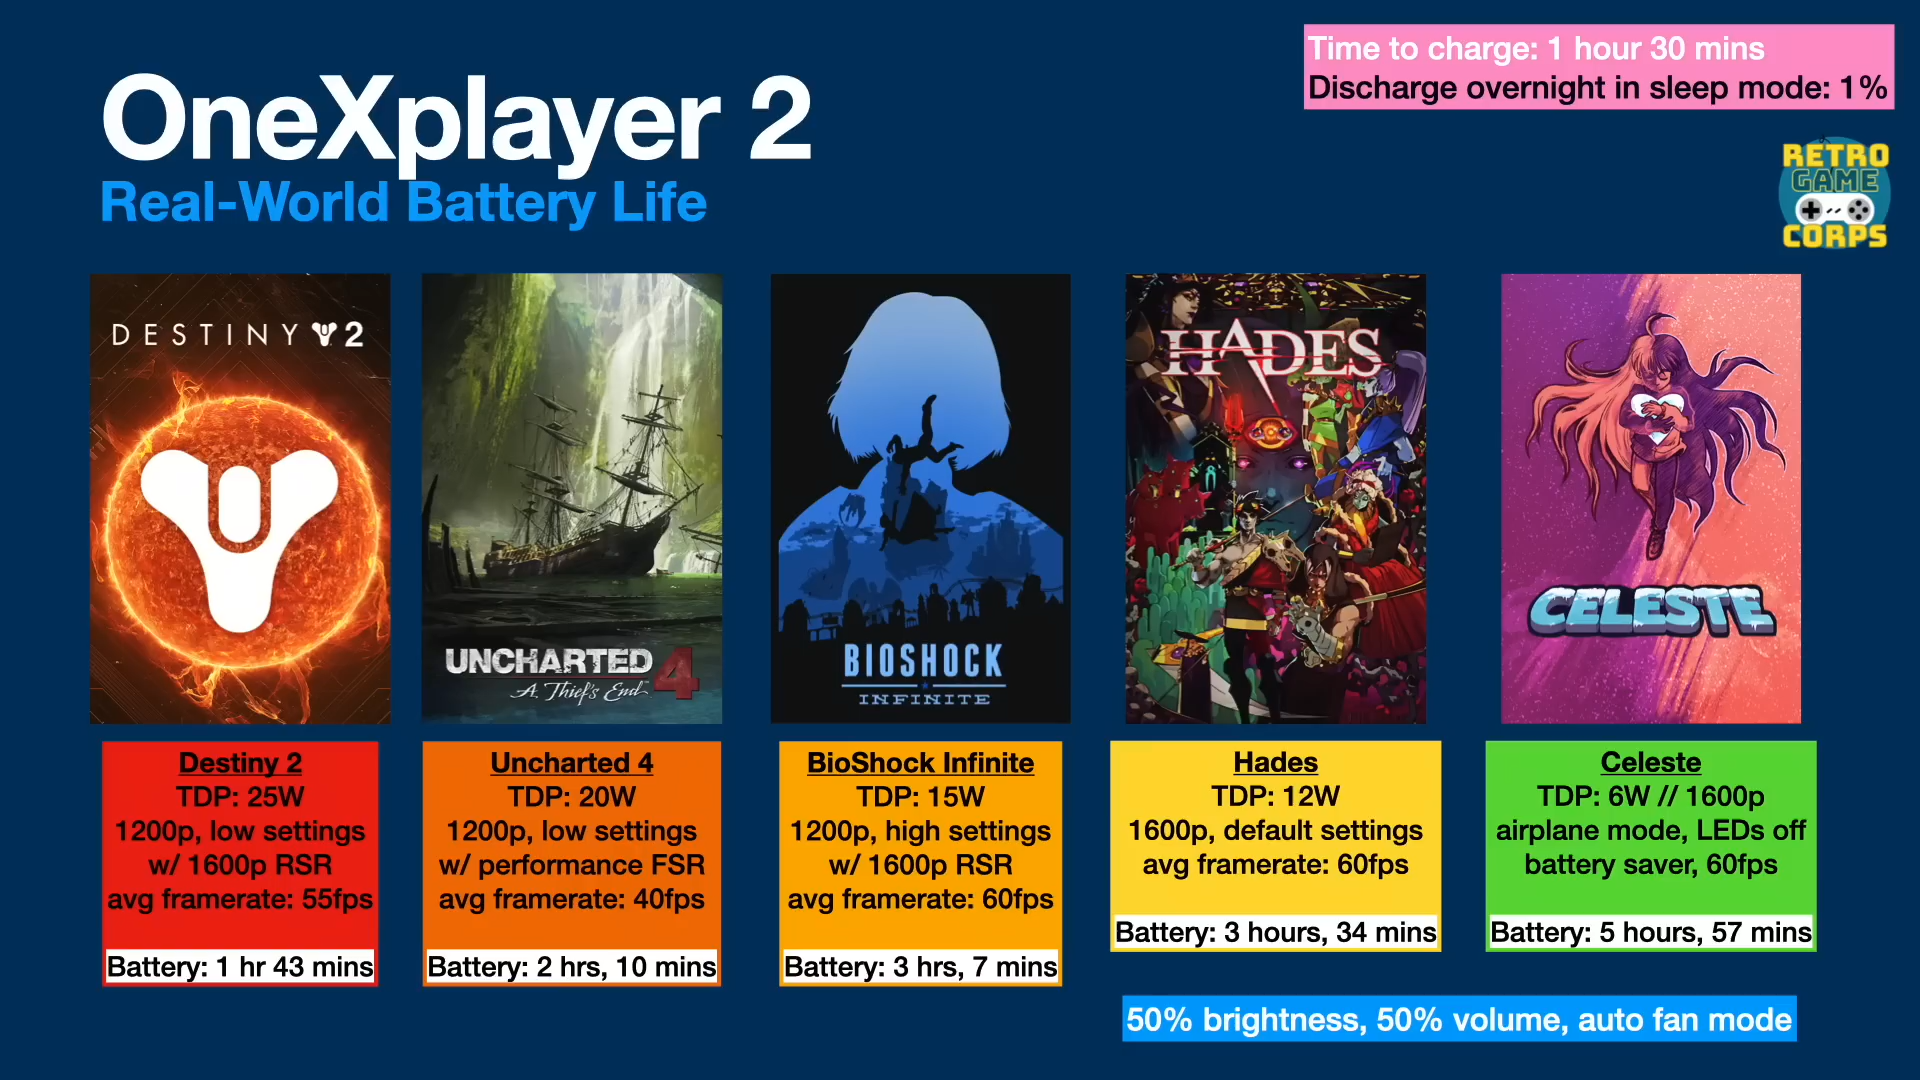 Time to charge: 1 hour 30 mins
Discharge overnight in sleep mode: 1%
OneXplayer 2
Real-World Battery Life
RETRO
GAME
CORPS
DESTINY 2
UNCHARTED 4
A Thief's End™
BIOSHOCK
INFINITE
HADES
CELESTE
Destiny 2
TDP: 25W
1200p, low settings
w/ 1600p RSR
avg framerate: 55fps
Battery: 1 hr 43 mins
Uncharted 4
TDP: 20W
1200p, low settings
w/ performance FSR
avg framerate: 40fps
Battery: 2 hrs, 10 mins
BioShock Infinite
TDP: 15W
1200p, high settings
w/ 1600p RSR
avg framerate: 60fps
Battery: 3 hrs, 7 mins
Hades
TDP: 12W
1600p, default settings
avg framerate: 60fps
Battery: 3 hours, 34 mins
Celeste
TDP: 6W // 1600p
airplane mode, LEDs off
battery saver, 60fps
Battery: 5 hours, 57 mins
50% brightness, 50% volume, auto fan mode